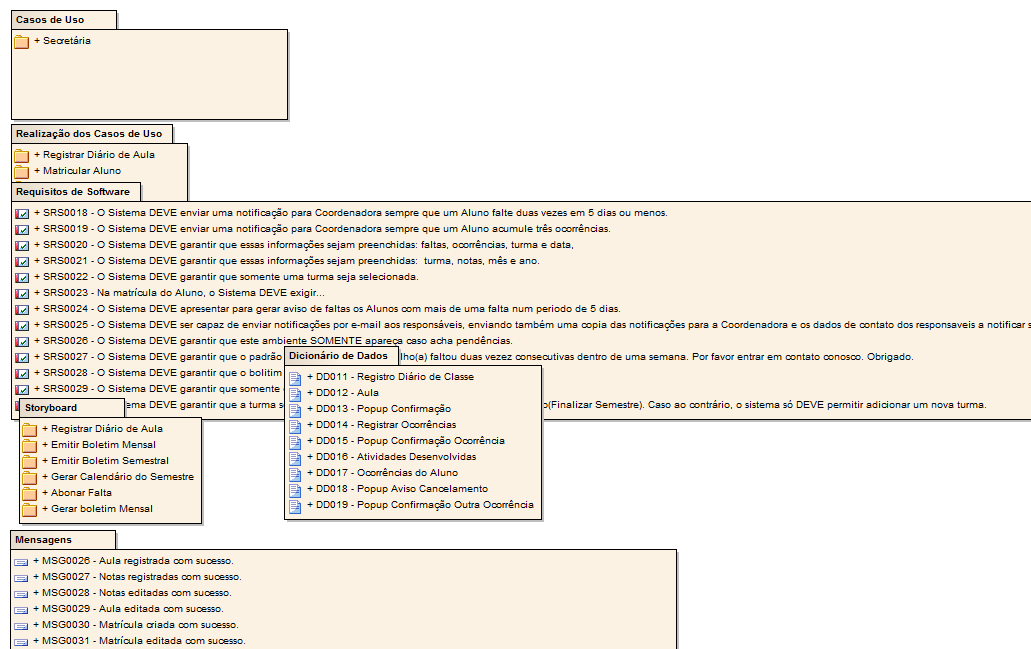 Casos de Uso
+ Secretária
Realização dos Casos de Uso
+ Registrar Diário de Aula
+ Matricular Aluno
Requisitos de Software
+ SRS0018 - O Sistema DEVE enviar uma notificação para Coordenadora sempre que um Aluno falte duas vezes em 5 dias ou menos.
+ SRS0019 - O Sistema DEVE enviar uma notificação para Coordenadora sempre que um Aluno acumule três ocorrências.
+ SRS0020 - O Sistema DEVE garantir que essas informações sejam preenchidas: faltas, ocorrências, turma e data,
+ SRS0021 - O Sistema DEVE garantir que essas informações sejam preenchidas: turma, notas, mês e ano.
+ SRS0022 - O Sistema DEVE garantir que somente uma turma seja selecionada.
+ SRS0023 - Na matrícula do Aluno, o Sistema DEVE exigir...
+ SRS0024 - O Sistema DEVE apresentar para gerar aviso de faltas os Alunos com mais de uma falta num periodo de 5 dias.
+ SRS0025 - O Sistema DEVE ser capaz de enviar notificações por e-mail aos responsáveis, enviando também uma copia das notificações para a Coordenadora e os dados de contato dos responsaveis a notificar s
+ SRS0026 - O Sistema DEVE garantir que este ambiente SOMENTE apareça caso acha pendências.
+ SRS0027 - O Sistema DEVE garantir que o padrão lho(a) faltou duas vezez consecutivas dentro de uma semana. Por favor entrar em contato conosco. Obrigado.
+ SRS0028 - O Sistema DEVE garantir que o bolitim
+ SRS0029 - O Sistema DEVE garantir que somente
ema DEVE garantir que a turma s o(Finalizar Semestre). Caso ao contrário, o sistema só DEVE permitir adicionar um nova turma.
Dicionário de Dados
+ DD011 - Registro Diário de Classe
+ DD012 - Aula
+ DD013 - Popup Confirmação
+ DD014 - Registrar Ocorrências
+ DD015 - Popup Confirmação Ocorrência
+ DD016 - Atividades Desenvolvidas
+ DD017 - Ocorrências do Aluno
+ DD018 - Popup Aviso Cancelamento
+ DD019 - Popup Confirmação Outra Ocorrência
Storyboard
+ Registrar Diário de Aula
+ Emitir Boletim Mensal
+ Emitir Boletim Semestral
+ Gerar Calendário do Semestre
+ Abonar Falta
+ Gerar boletim Mensal
Mensagens
+ MSG0026 - Aula registrada com sucesso.
+ MSG0027 - Notas registradas com sucesso.
+ MSG0028 - Notas editadas com sucesso.
+ MSG0029 - Aula editada com sucesso.
+ MSG0030 - Matrícula criada com sucesso.
+ MSG0031 - Matrícula editada com sucesso.